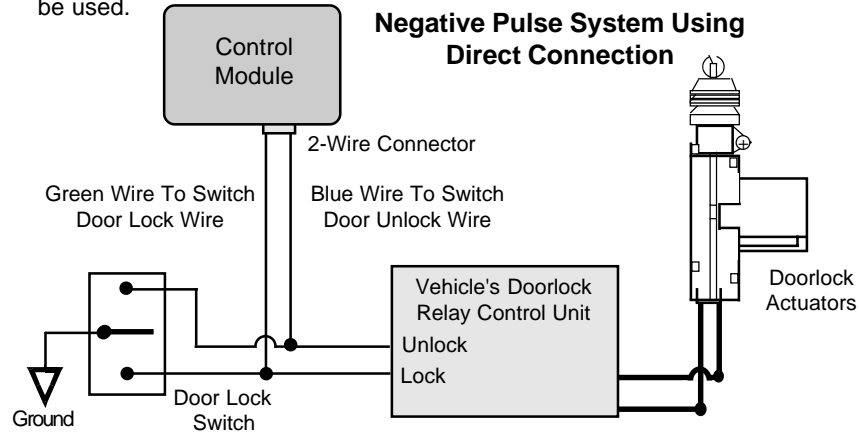 be used.
Negative Pulse System Using
Direct Connection
Control
Module
2-Wire Connector
Green Wire To Switch
Door Lock Wire
Blue Wire To Switch
Door Unlock Wire
Vehicle's Doorlock
Relay Control Unit
Unlock
Lock
Doorlock
Actuators
Door Lock
Switch
Ground